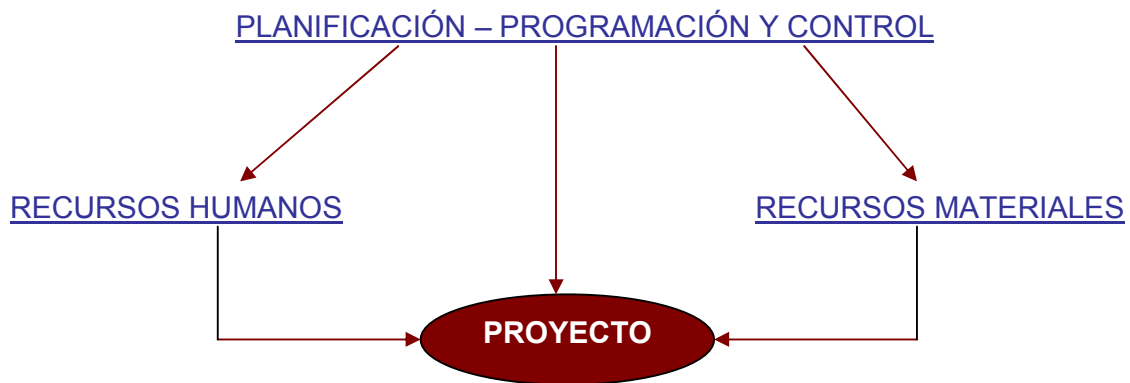 PLANIFICACIÓN – PROGRAMACIÓN Y CONTROL
RECURSOS HUMANOS
RECURSOS MATERIALES
PROYECTO